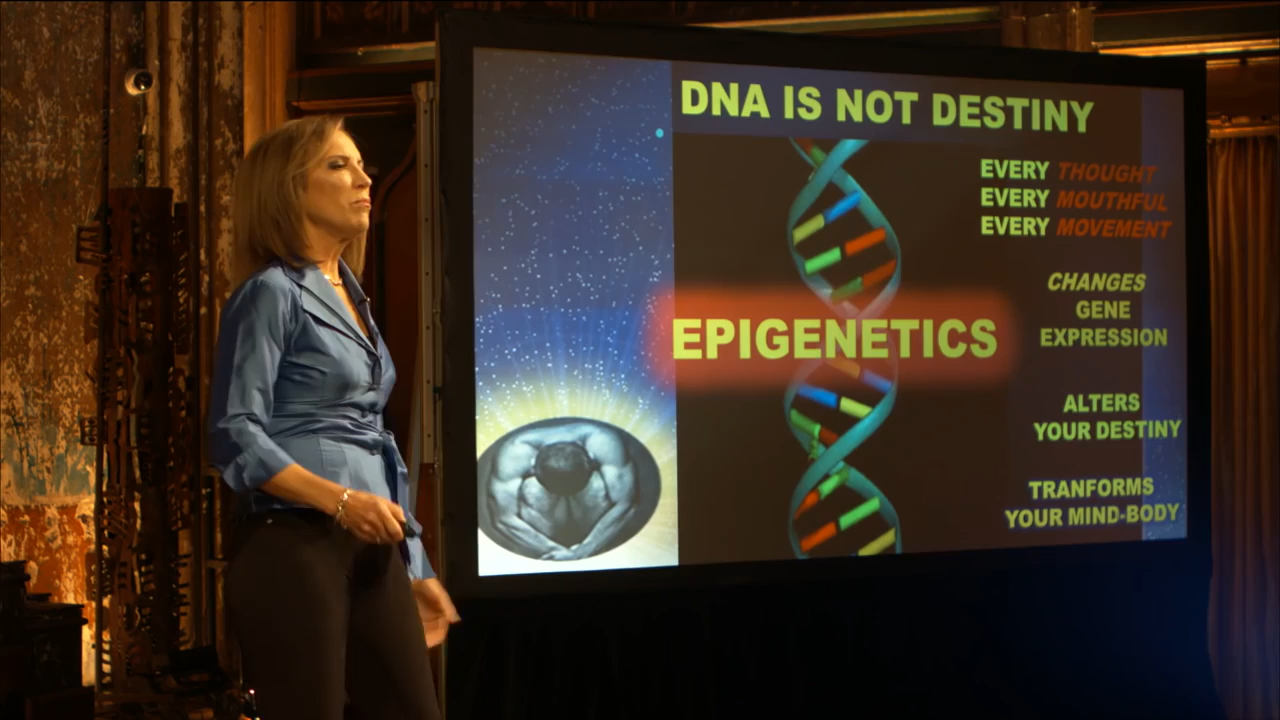 DNA IS NOT DESTINY
EVERY THOUGHT
EVERY MOUTHFUL
EVERY MOVEMENT
CHANGES
GENE
EXPRESSION
EPIGENETICS
ALTERS
YOUR DESTINY
TRANFORMS
YOUR MIND-BODY